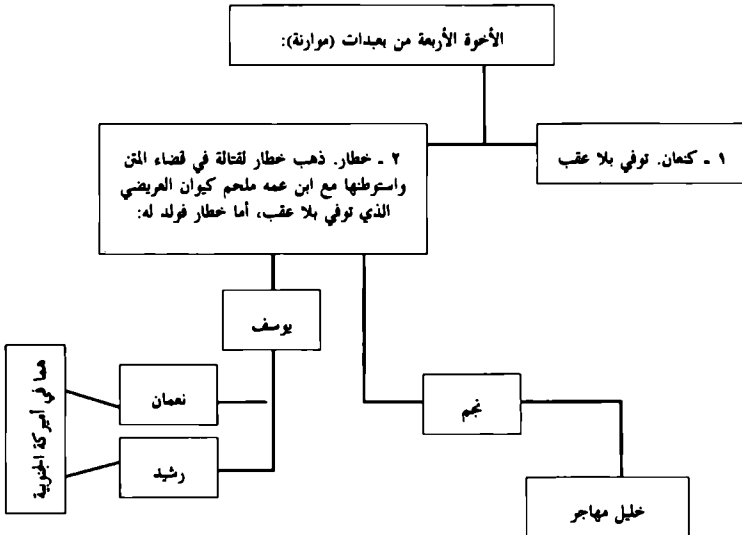 الأخوة الأربعة من بعبدات (موارنة):
١ ـ كنعان. توفي بلا عقب
٢ ـ خطار. ذهب خطار لقتالة في قضاء المتن
واستوطنها مع ابن عمه ملحم كيوان العريضي
الذي توفي بلا عقب، أما خطار فولد له:
يوسف
نجم
نعمان
رشيد
هما في أميركة الجنوبية
خليل مهاجر